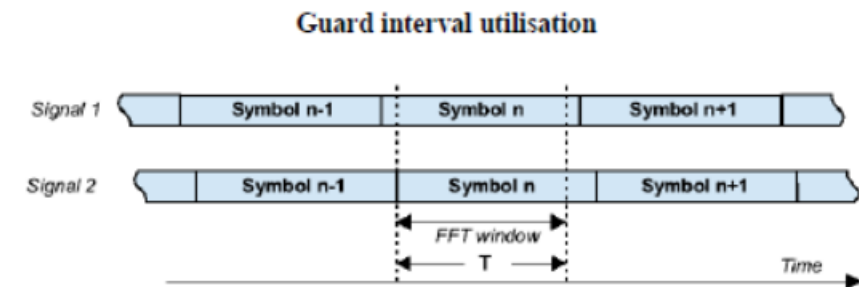 Guard interval utilisation
Signal 1 Symbol n-1 Symbol n Symbol n+1
Signal 2 Symbol n-1 Symbol n Symbol n+1
FFT window
T
Time